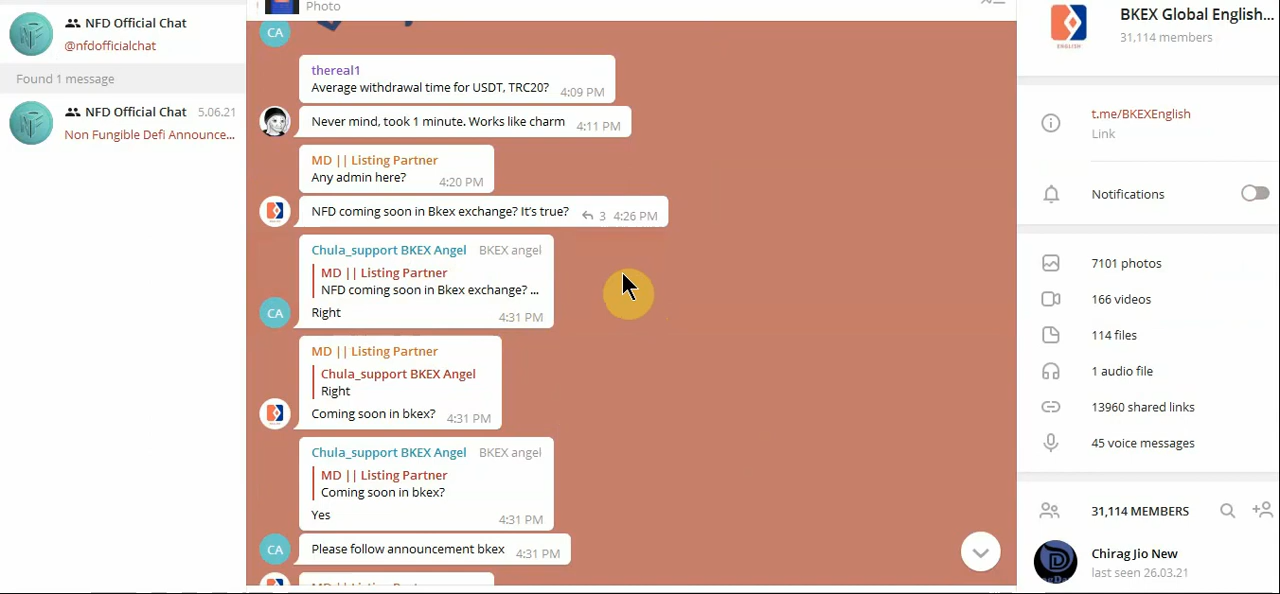 NFD Official Chat
@nfdofficialchat
Found 1 message
NFD Official Chat 5.06.21
Non Fungible Defi Announce...
Photo
CA
thereal1
Average withdrawal time for USDT, TRC20? 4:09 PM
Never mind, took 1 minute. Works like charm 4:11 PM
MD || Listing Partner
Any admin here? 4:20 PM
NFD coming soon in Bkex exchange? It's true? 3 4:26 PM
Chula_support BKEX Angel BKEX angel
MD || Listing Partner
NFD coming soon in Bkex exchange? ...
CA
Right 4:31 PM
MD || Listing Partner
Chula_support BKEX Angel
Right
Coming soon in bkex? 4:31 PM
Chula_support BKEX Angel BKEX angel
MD || Listing Partner
Coming soon in bkex?
Yes 4:31 PM
CA
Please follow announcement bkex 4:31 PM
MD || Listing Partner
BKEX Global English...
31,114 members
ENGLISH
t.me/BKEXEnglish
Link
Notifications
7101 photos
166 videos
114 files
1 audio file
13960 shared links
45 voice messages
31,114 MEMBERS
Chirag Jio New
last seen 26.03.21